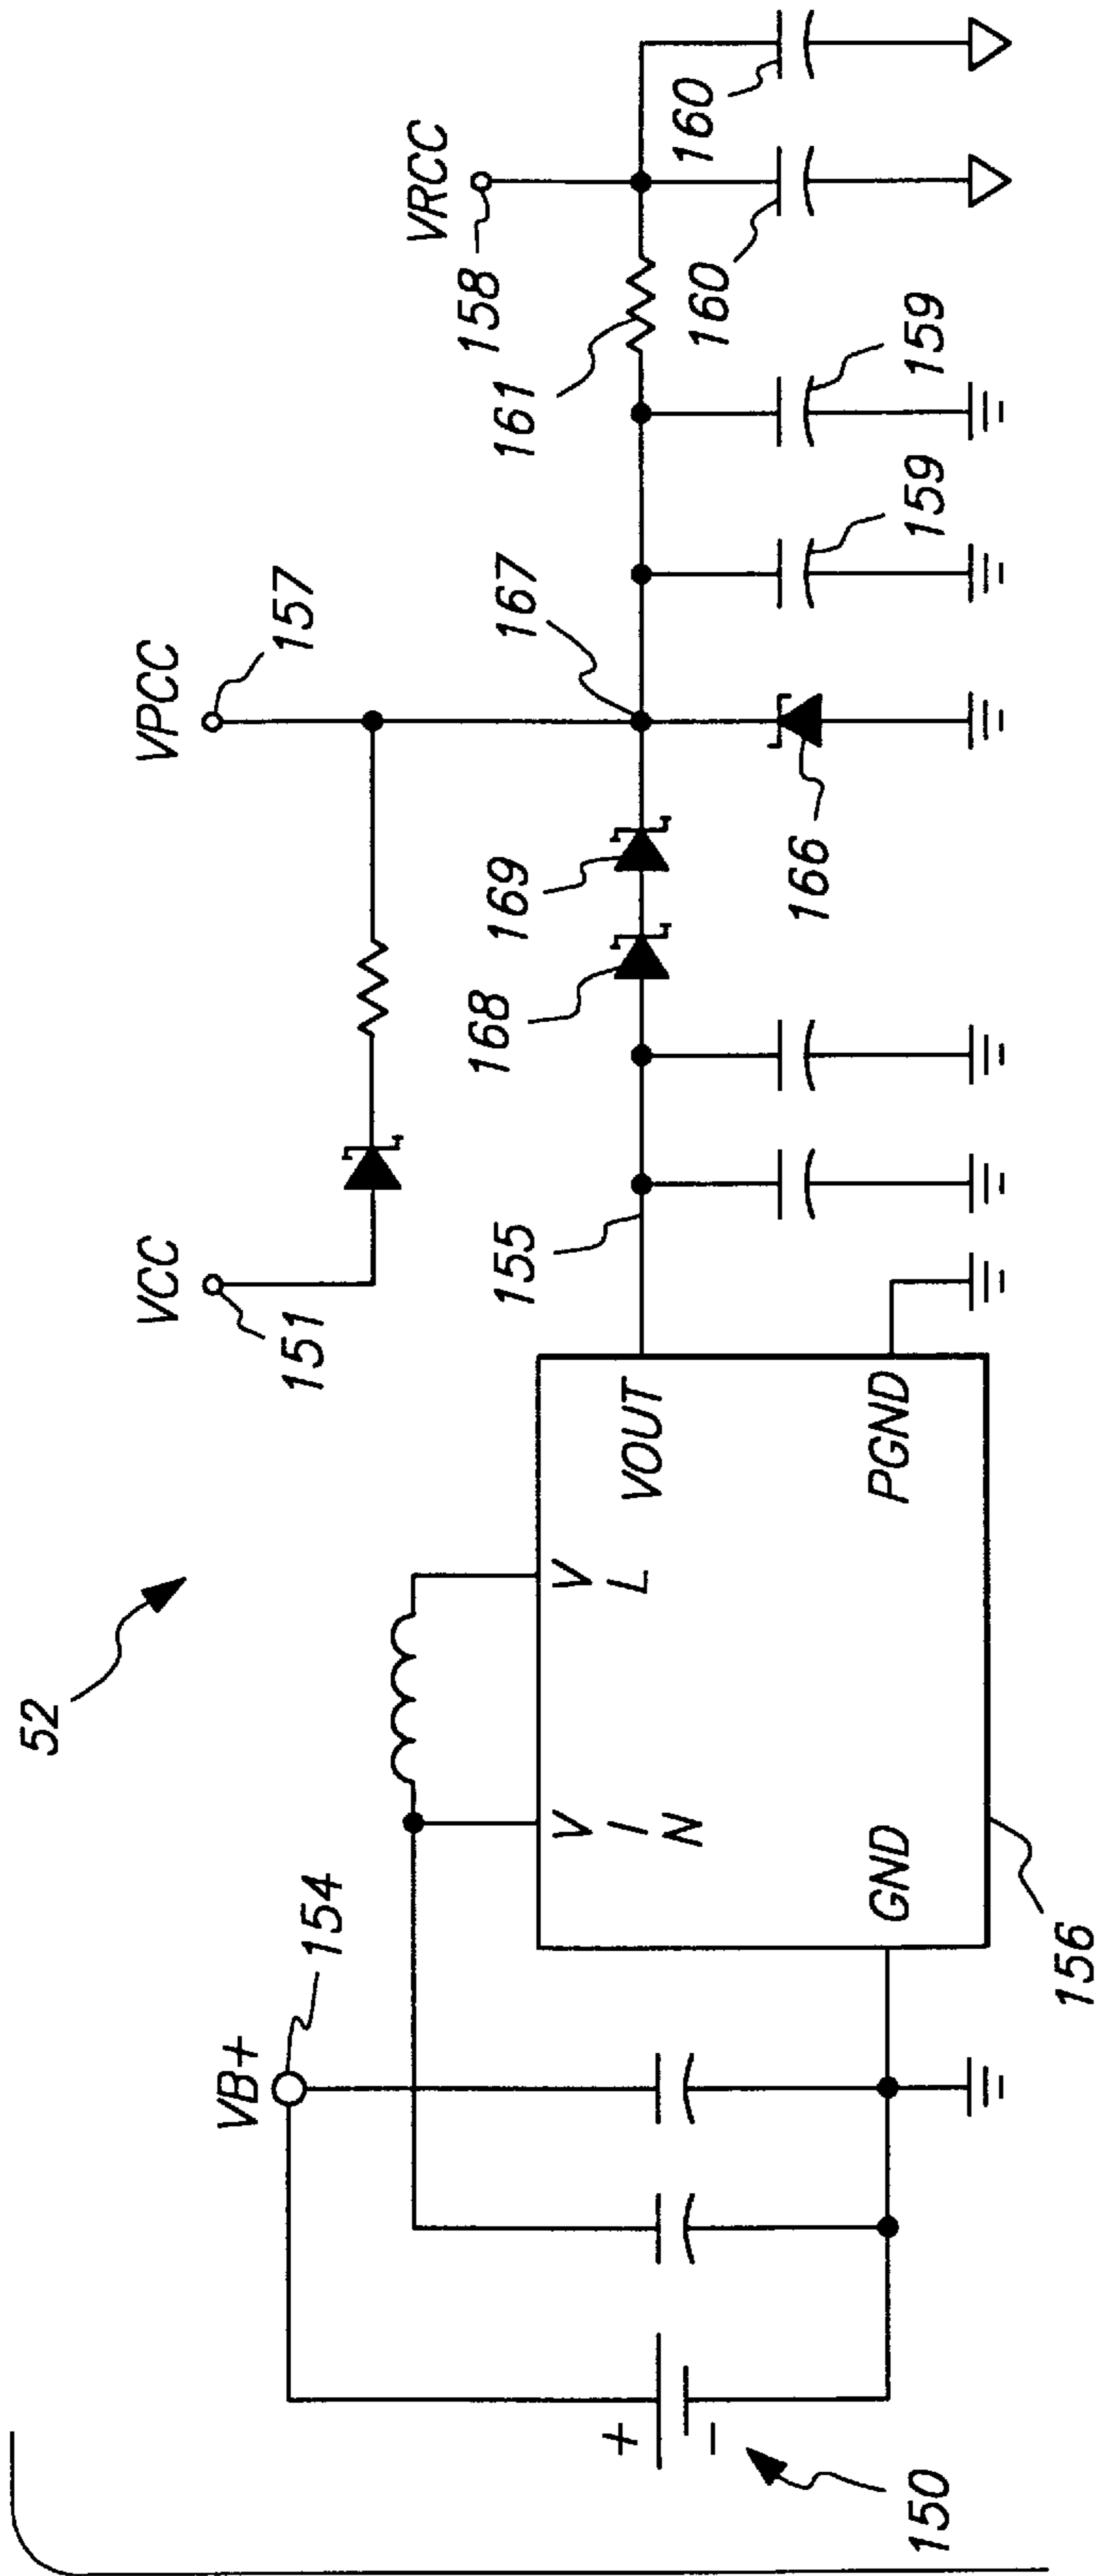 52
VCC
151
VPCC
157
VRCC
158
VB+
154
155
168
169
167
161
160
160
159
159
166
V
I
N
V
L
VOUT
GND
PGND
156
+
−
150